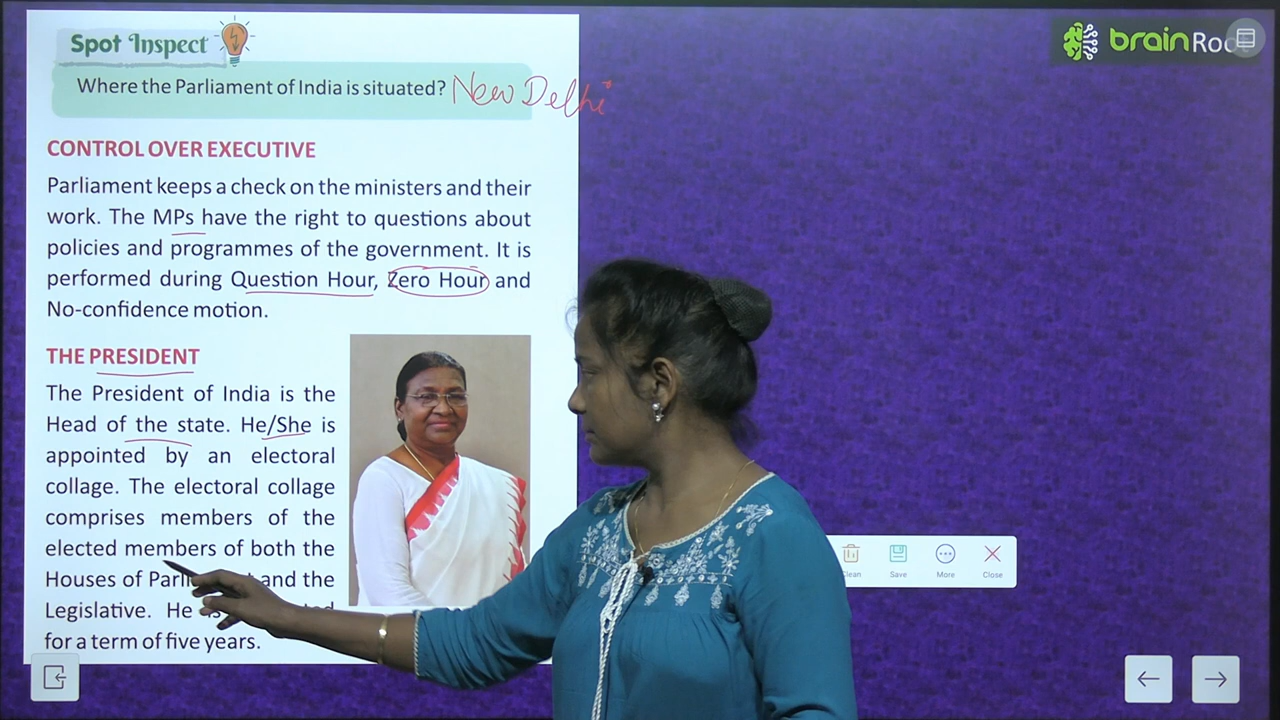 Spot Inspect
Where the Parliament of India is situated? New Delhi
CONTROL OVER EXECUTIVE
Parliament keeps a check on the ministers and their
work. The MPs have the right to questions about
policies and programmes of the government. It is
performed during Question Hour, Zero Hour and
No-confidence motion.
THE PRESIDENT
The President of India is the
Head of the state. He/She is
appointed by an electoral
collage. The electoral collage
comprises members of the
elected members of both the
Houses of and the
Legislative. He
for a term of five years.
brain
Clean Save More Close